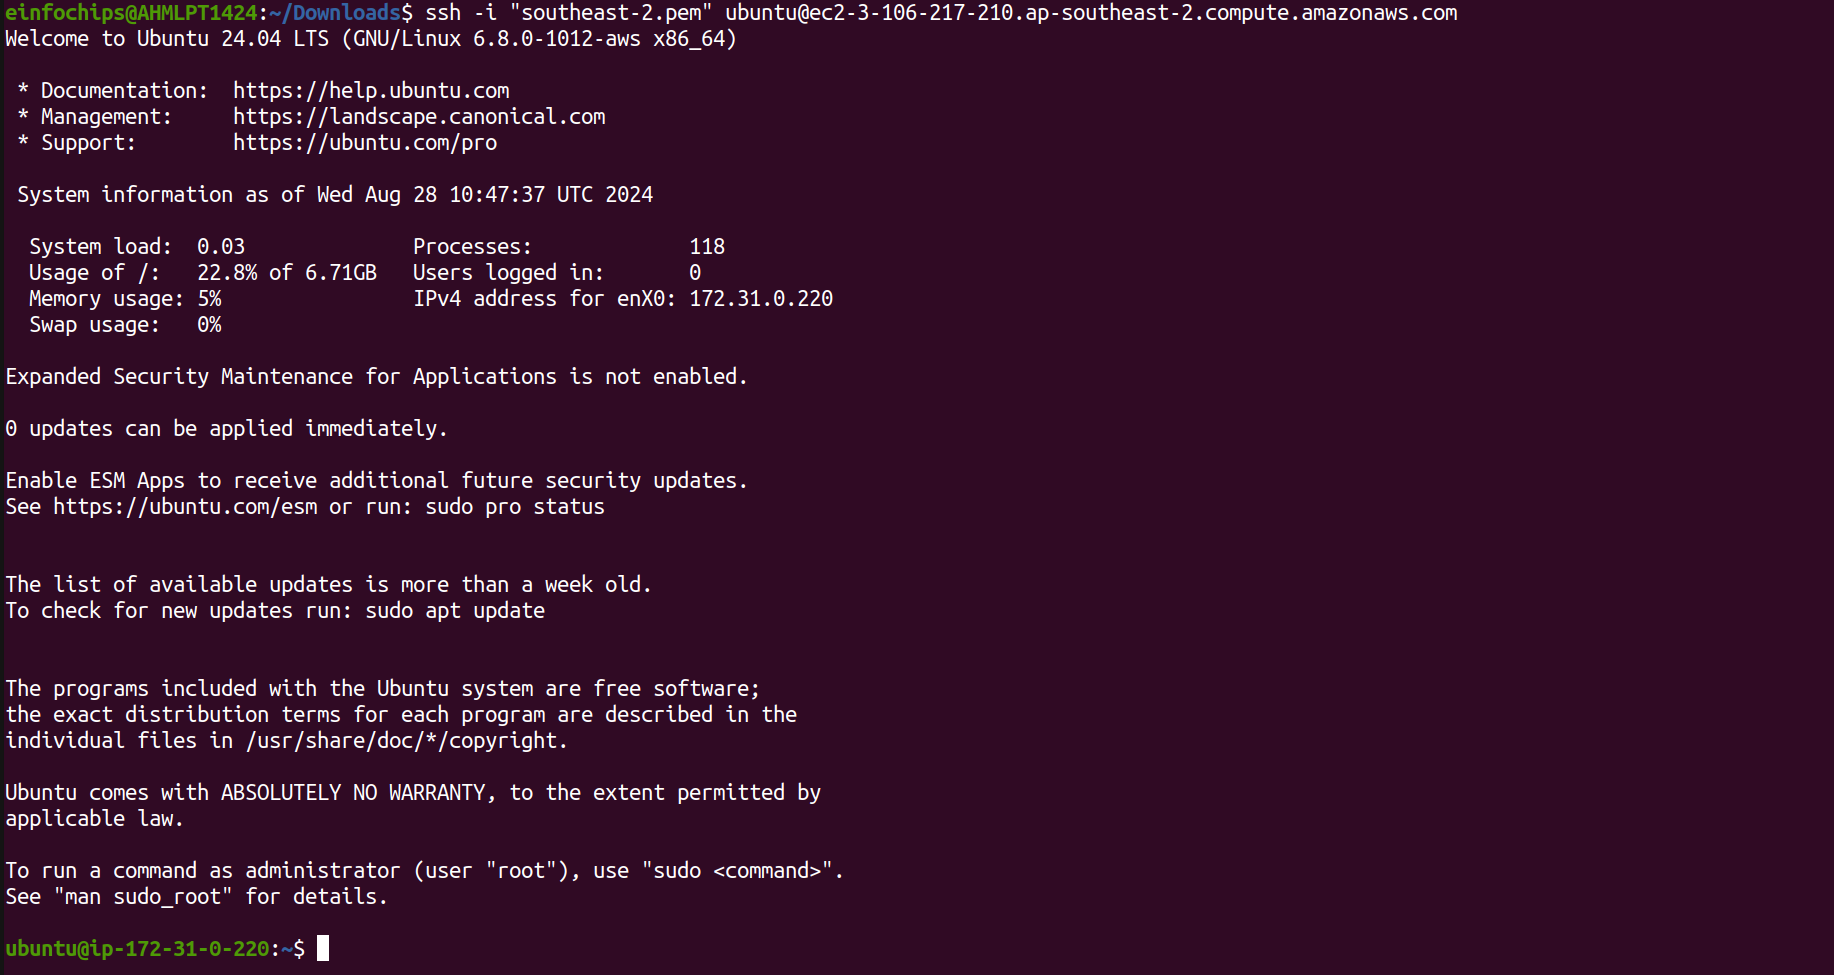 einfochips@AHMLPT1424:~/Downloads$ ssh -i "southeast-2.pem" ubuntu@ec2-3-106-217-210.ap-southeast-2.compute.amazonaws.com
Welcome to Ubuntu 24.04 LTS (GNU/Linux 6.8.0-1012-aws x86_64)

 * Documentation:  https://help.ubuntu.com
 * Management:     https://landscape.canonical.com
 * Support:        https://ubuntu.com/pro

 System information as of Wed Aug 28 10:47:37 UTC 2024

  System load:  0.03              Processes:             118
  Usage of /:   22.8% of 6.71GB   Users logged in:       0
  Memory usage: 5%                IPv4 address for enX0: 172.31.0.220
  Swap usage:   0%

Expanded Security Maintenance for Applications is not enabled.

0 updates can be applied immediately.

Enable ESM Apps to receive additional future security updates.
See https://ubuntu.com/esm or run: sudo pro status


The list of available updates is more than a week old.
To check for new updates run: sudo apt update


The programs included with the Ubuntu system are free software;
the exact distribution terms for each program are described in the
individual files in /usr/share/doc/*/copyright.

Ubuntu comes with ABSOLUTELY NO WARRANTY, to the extent permitted by
applicable law.

To run a command as administrator (user "root"), use "sudo <command>".
See "man sudo_root" for details.

ubuntu@ip-172-31-0-220:~$